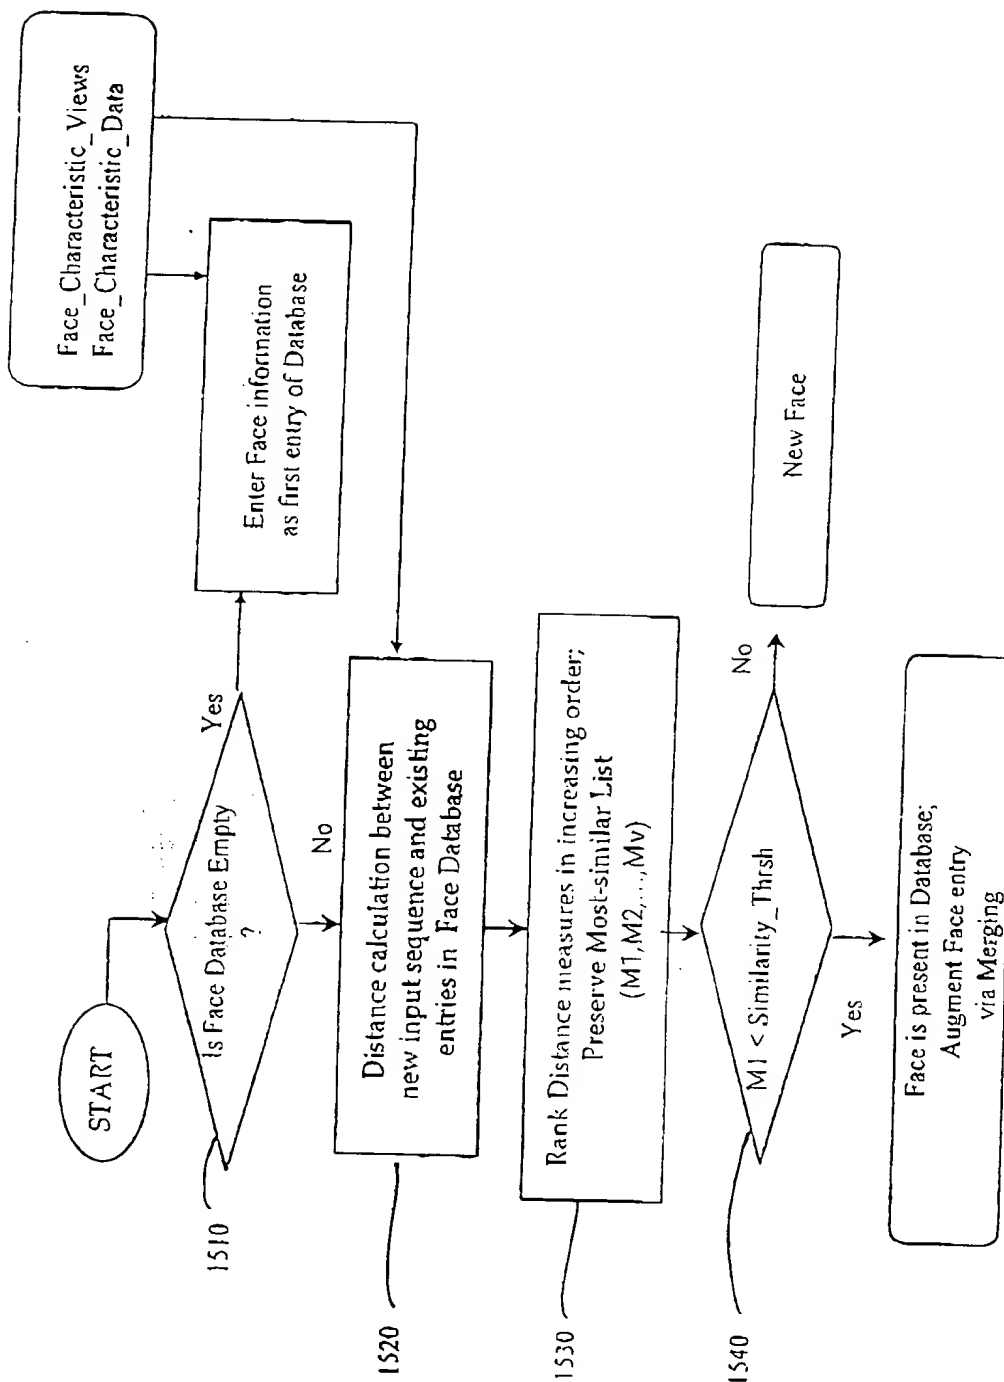 START
Face_Characteristic_Views
Face_Characteristic_Data
1510
Is Face Database Empty
?
Yes
Enter Face information
as first entry of Database
No
1520
Distance calculation between
new input sequence and existing
entries in Face Database
1530
Rank Distance measures in increasing order;
Preserve Most-similar List
(M1,M2,...,Mv)
1540
M1 < Similarity_Thrsh
No
New Face
Yes
Face is present in Database;
Augment Face entry
via Merging